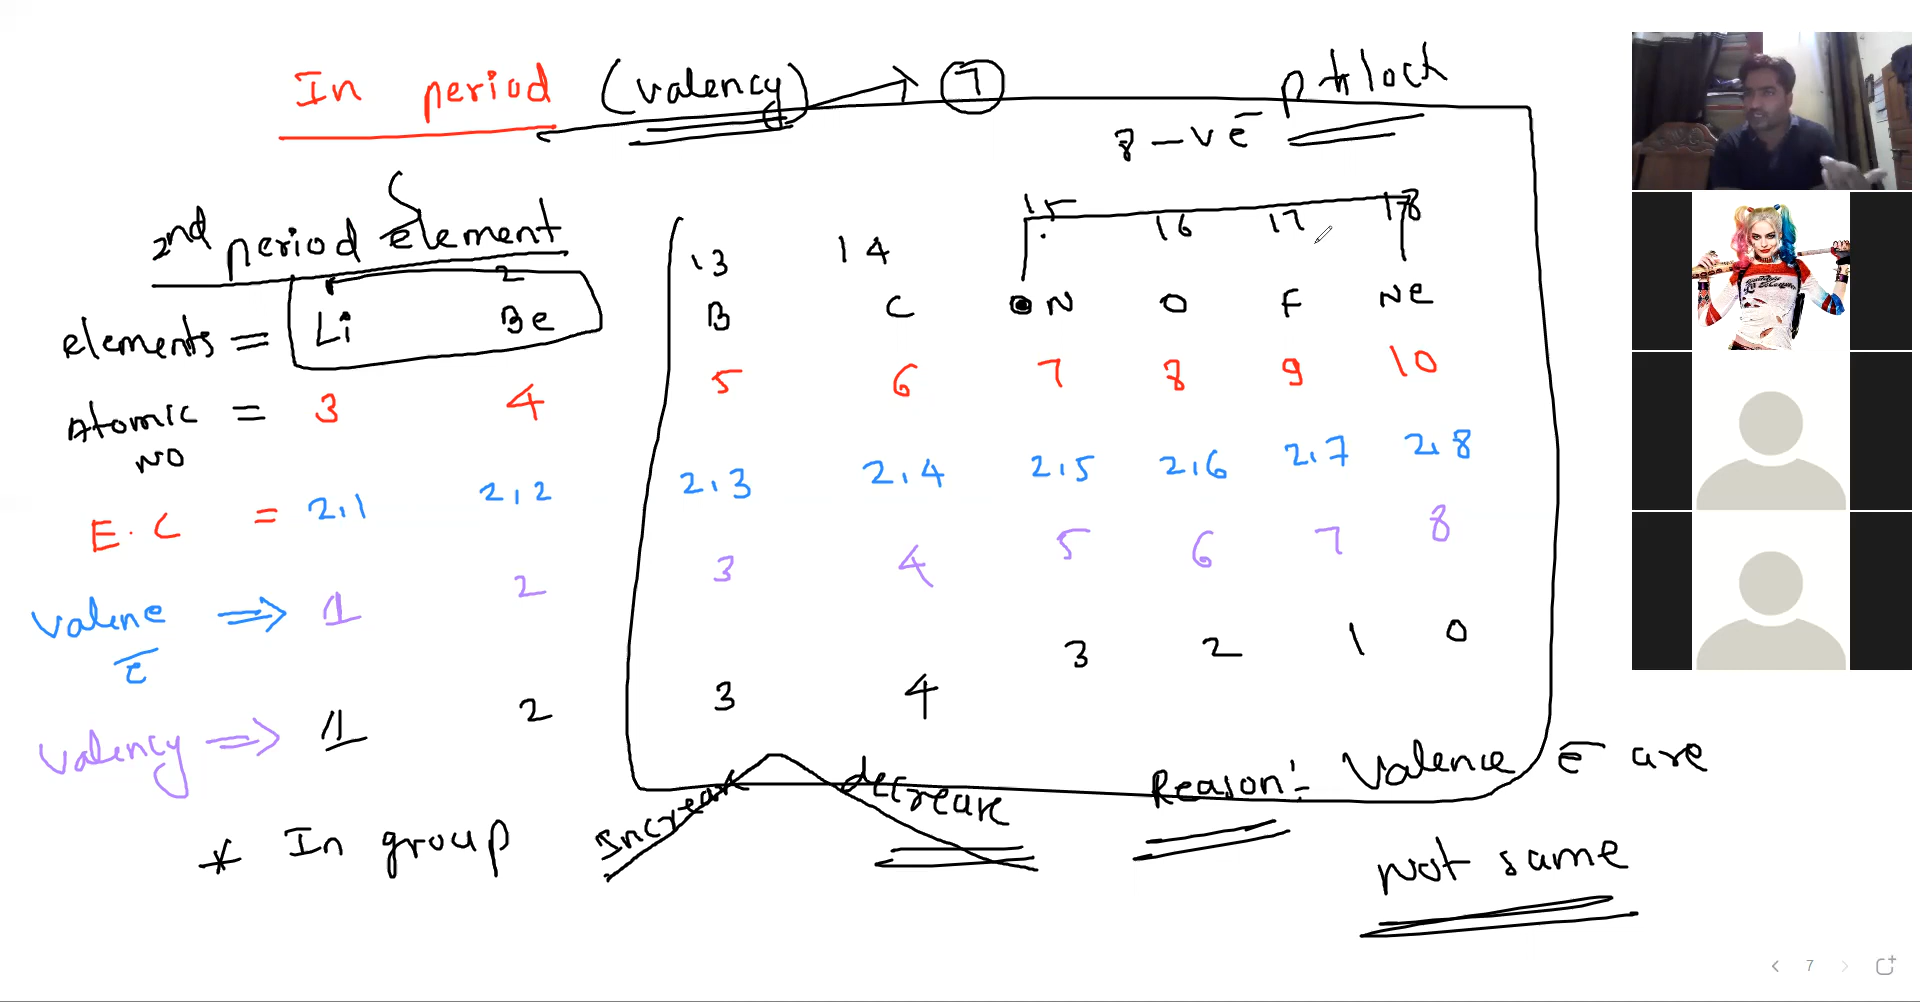 In period (valency) → 7 p block
8 - v e-
2nd period element
15 16 17 18
13 14
2
elements = Li Be B C N O F Ne
Atomic NO = 3 4 5 6 7 8 9 10
E.C = 2,1 2,2 2,3 2,4 2,5 2,6 2,7 2,8
Valene e- ⇒ 1 2 3 4 5 6 7 8
Valency ⇒ 1 2 3 4 3 2 1 0
Increase decrease Reason:- Valence e- are
* In group
Not same
7